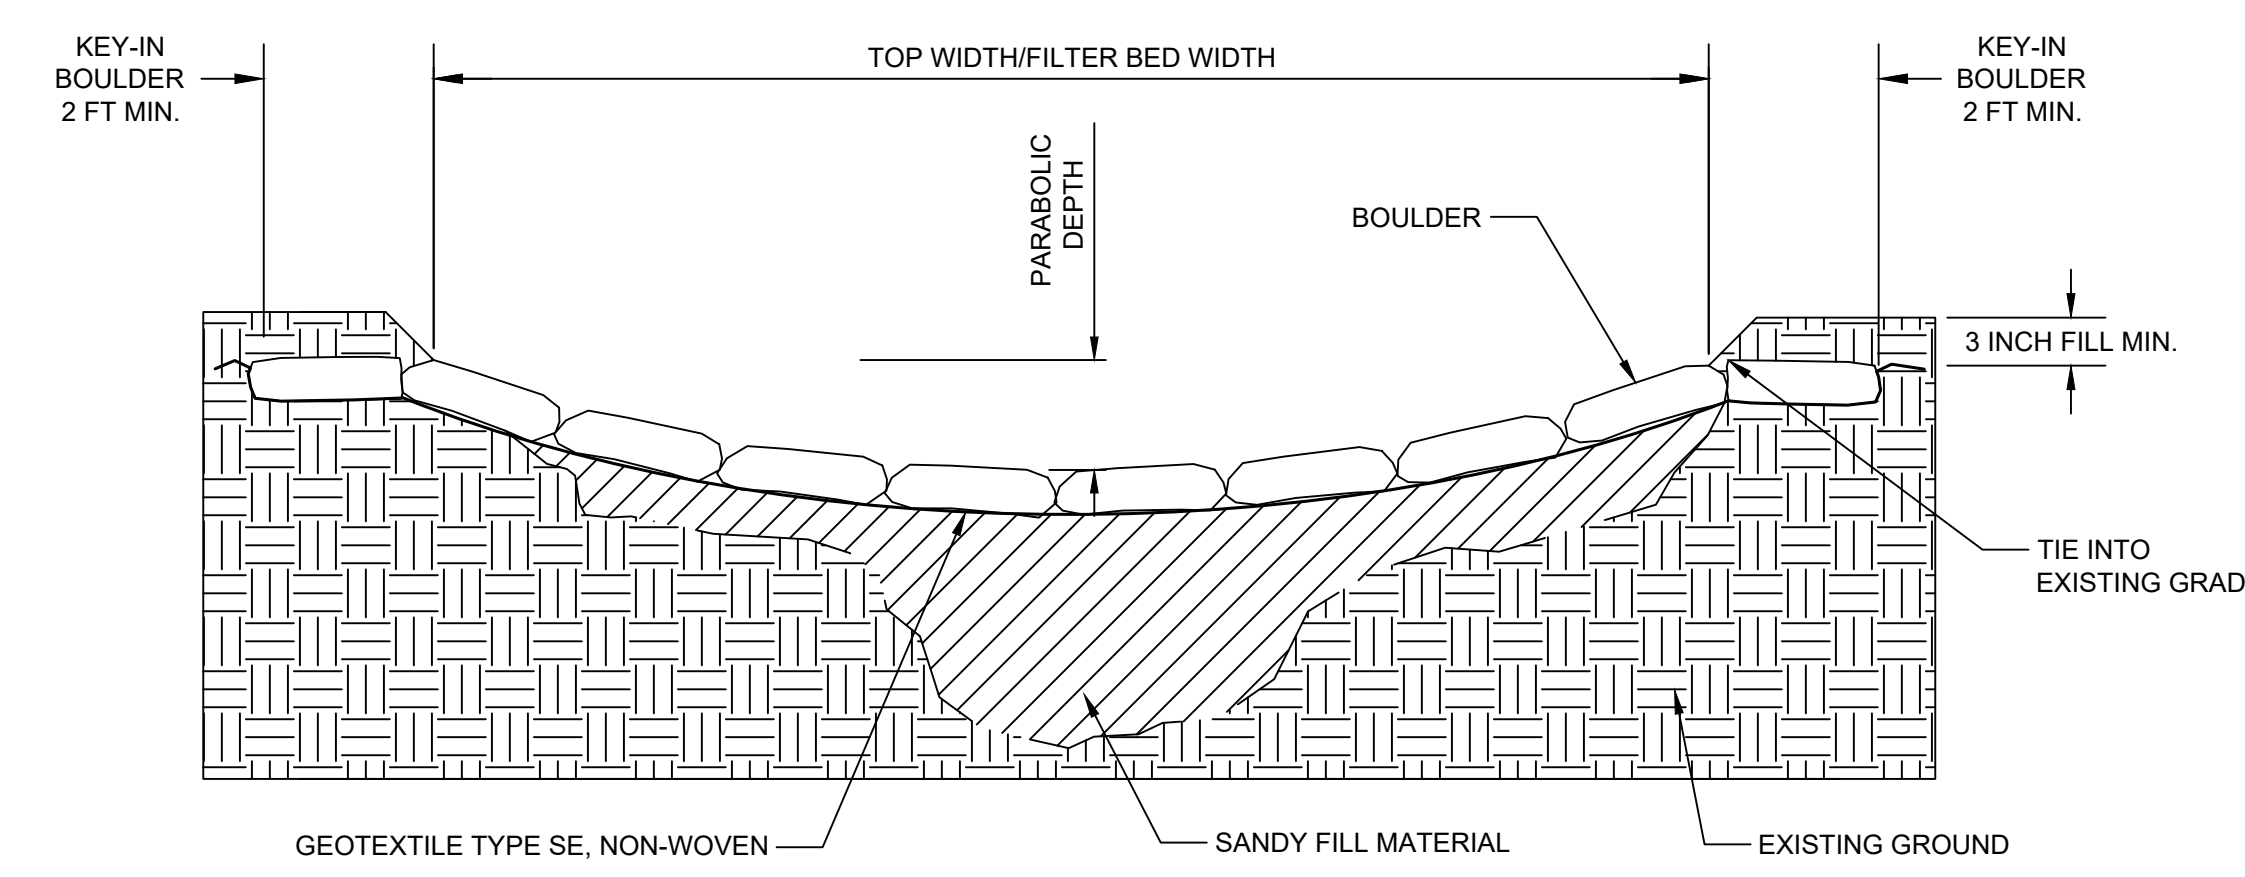 KEY-IN
BOULDER
2 FT MIN.
TOP WIDTH/FILTER BED WIDTH
KEY-IN
BOULDER
2 FT MIN.
PARABOLIC
DEPTH
BOULDER
3 INCH FILL MIN.
TIE INTO
EXISTING GRAD
GEOTEXTILE TYPE SE, NON-WOVEN
SANDY FILL MATERIAL
EXISTING GROUND